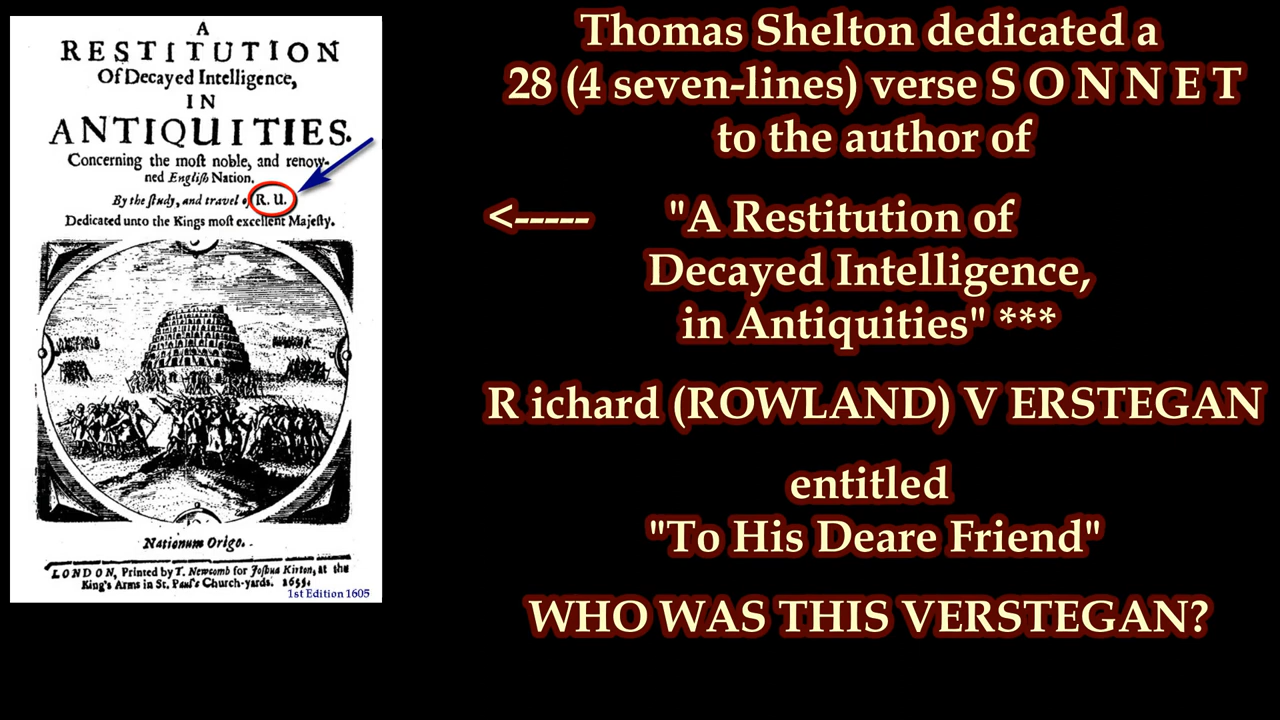 A
RESTITUTION
Of Decayed Intelligence,
IN
ANTIQUITIES.
Concerning the moſt noble, and renow-
ned Engliſh Nation.
By the ſtudy, and travel of R. U.
Dedicated unto the Kings moſt excellent Majeſty.
Nationum Origo.
LONDON, Printed by T. Newcomb for Joſhua Kirton, at the
King's Arms in St. Paul's Church-yard. 1655.
1st Edition 1605
Thomas Shelton dedicated a
28 (4 seven-lines) verse S O N N E T
to the author of
<----- "A Restitution of
Decayed Intelligence,
in Antiquities" ***
R ichard (ROWLAND) V ERSTEGAN
entitled
"To His Deare Friend"
WHO WAS THIS VERSTEGAN?